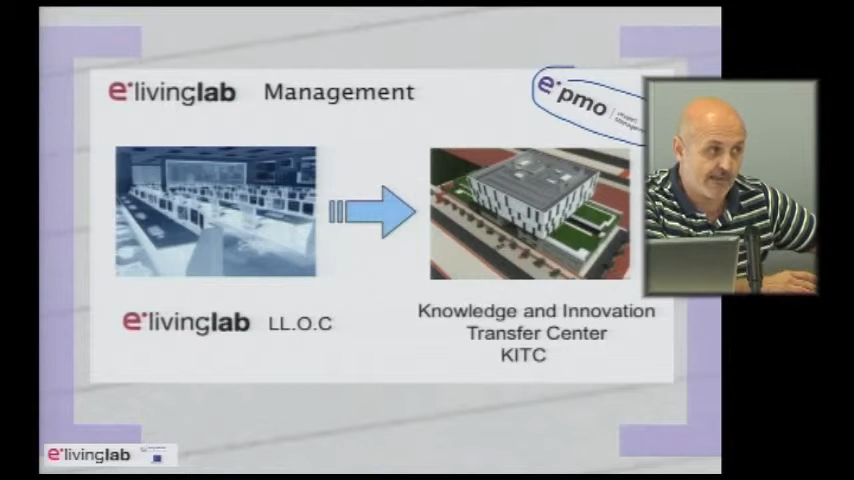 e·livinglab Management
e·pmo
e·livinglab LL.O.C
Knowledge and Innovation
Transfer Center
KITC
e·livinglab